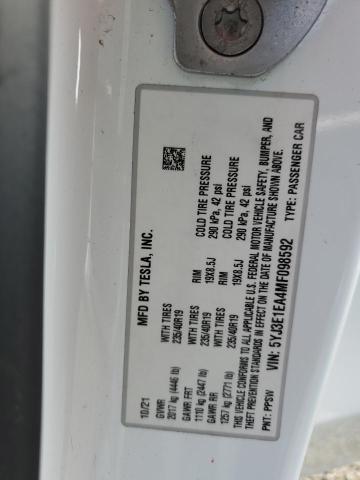 MFD BY TESLA, INC.
10/21
GVWR
2017 kg (4446 lb)
GAWR FRT WITH TIRES RIM COLD TIRE PRESSURE
1110 kg (2447 lb) 235/40R19 19X8.5J 290 kPa, 42 psi
GAWR RR WITH TIRES RIM COLD TIRE PRESSURE
1257 kg (2771 lb) 235/40R19 19X8.5J 290 kPa, 42 psi
THIS VEHICLE CONFORMS TO ALL APPLICABLE U.S. FEDERAL MOTOR VEHICLE SAFETY, BUMPER, AND
THEFT PREVENTION STANDARDS IN EFFECT ON THE DATE OF MANUFACTURE SHOWN ABOVE.
VIN: 5YJ3E1EA4MF098592 TYPE: PASSENGER CAR
PNT: PPSW